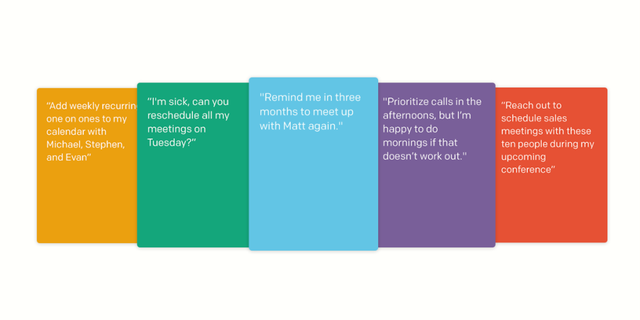 "Add weekly recurrin
one on ones to my
calendar with
Michael, Stephen,
and Evan"
"I'm sick, can you
reschedule all my
meetings on
Tuesday?"
"Remind me in three
months to meet up
with Matt again."
"Prioritize calls in the
afternoons, but I'm
happy to do
mornings if that
doesn't work out."
"Reach out to
schedule sales
meetings with these
ten people during my
upcoming
conference"